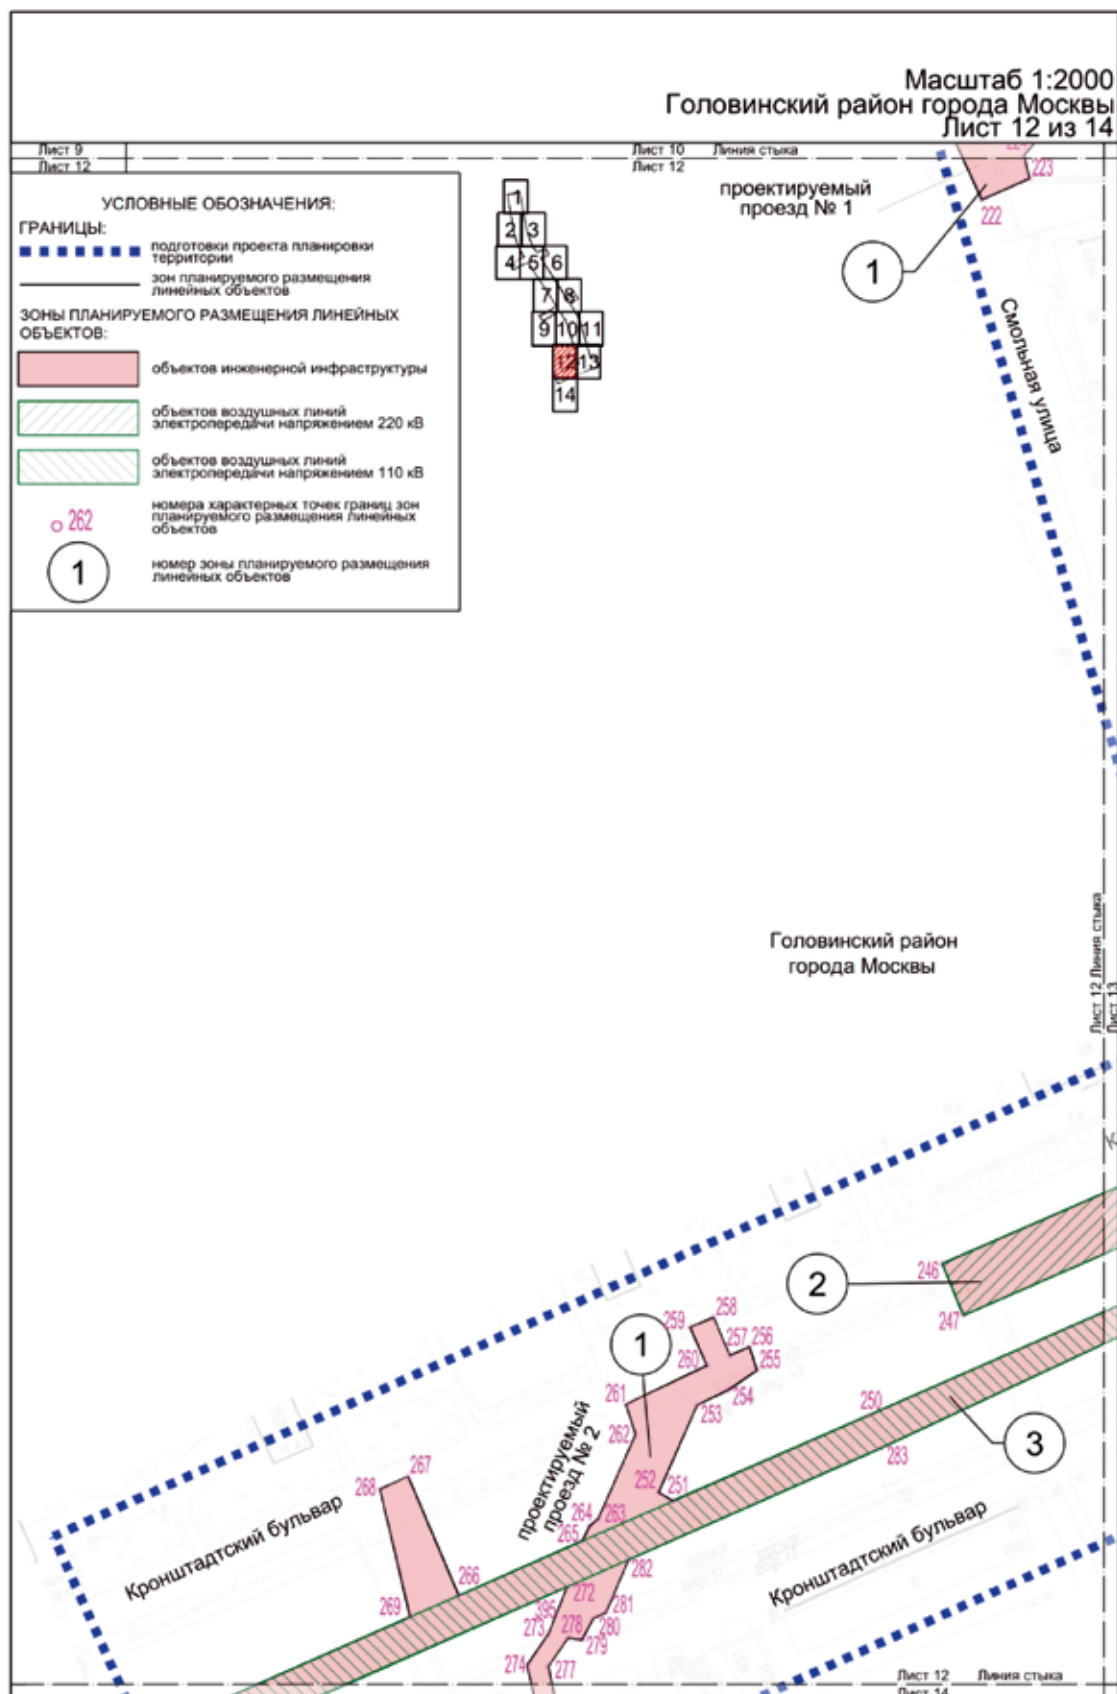 Масштаб 1:2000
Головинский район города Москвы
Лист 12 из 14
Лист 9
Лист 12
Лист 10
Линия стыка
Лист 12
УСЛОВНЫЕ ОБОЗНАЧЕНИЯ:
ГРАНИЦЫ:
подготовки проекта планировки
территории
зон планируемого размещения
линейных объектов
ЗОНЫ ПЛАНИРУЕМОГО РАЗМЕЩЕНИЯ ЛИНЕЙНЫХ
ОБЪЕКТОВ:
объектов инженерной инфраструктуры
объектов воздушных линий
электропередачи напряжением 220 кВ
объектов воздушных линий
электропередачи напряжением 110 кВ
262
номера характерных точек границ зон
планируемого размещения линейных
объектов
1
номер зоны планируемого размещения
линейных объектов
1
2 3
4 5 6
7 8
9 10 11
12 13
14
проектируемый
проезд № 1
223
222
1
Смольная улица
Головинский район
города Москвы
Лист 12 Линия стыка
Лист 13
К
246
2
247
258
259
257
256
1
260
255
254
261
253
262
250
3
283
проектируемый
проезд № 2
252
251
267
268
264
263
265
Кронштадтский бульвар
282
Кронштадтский бульвар
266
272
269
395
281
273
278
280
279
274
277
Лист 12
Линия стыка
Лист 14